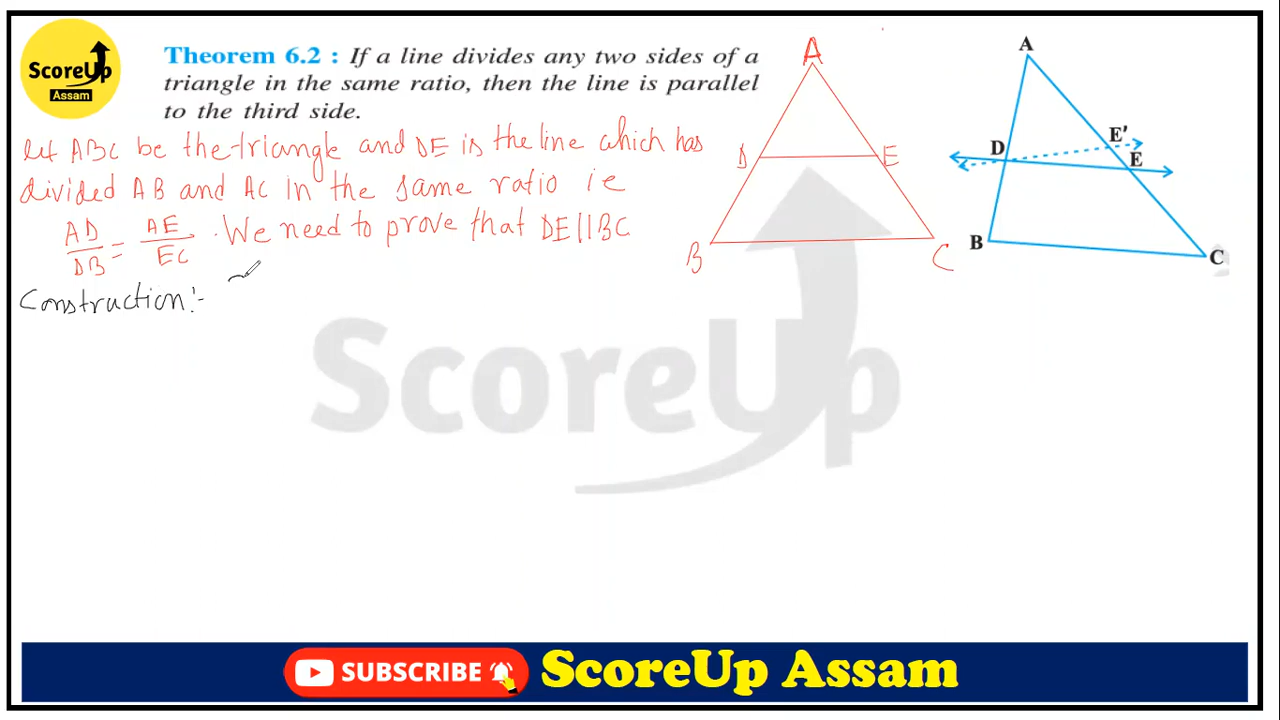 ScoreUp
Assam
Theorem 6.2 : If a line divides any two sides of a
triangle in the same ratio, then the line is parallel
to the third side.
let ABC be the triangle and DE is the line which has
divided AB and AC in the same ratio ie
AD/DB = AE/EC . We need to prove that DE||BC
Construction:-
A
D E
B C
A
E'
D E
B C
ScoreUp
SUBSCRIBE ScoreUp Assam